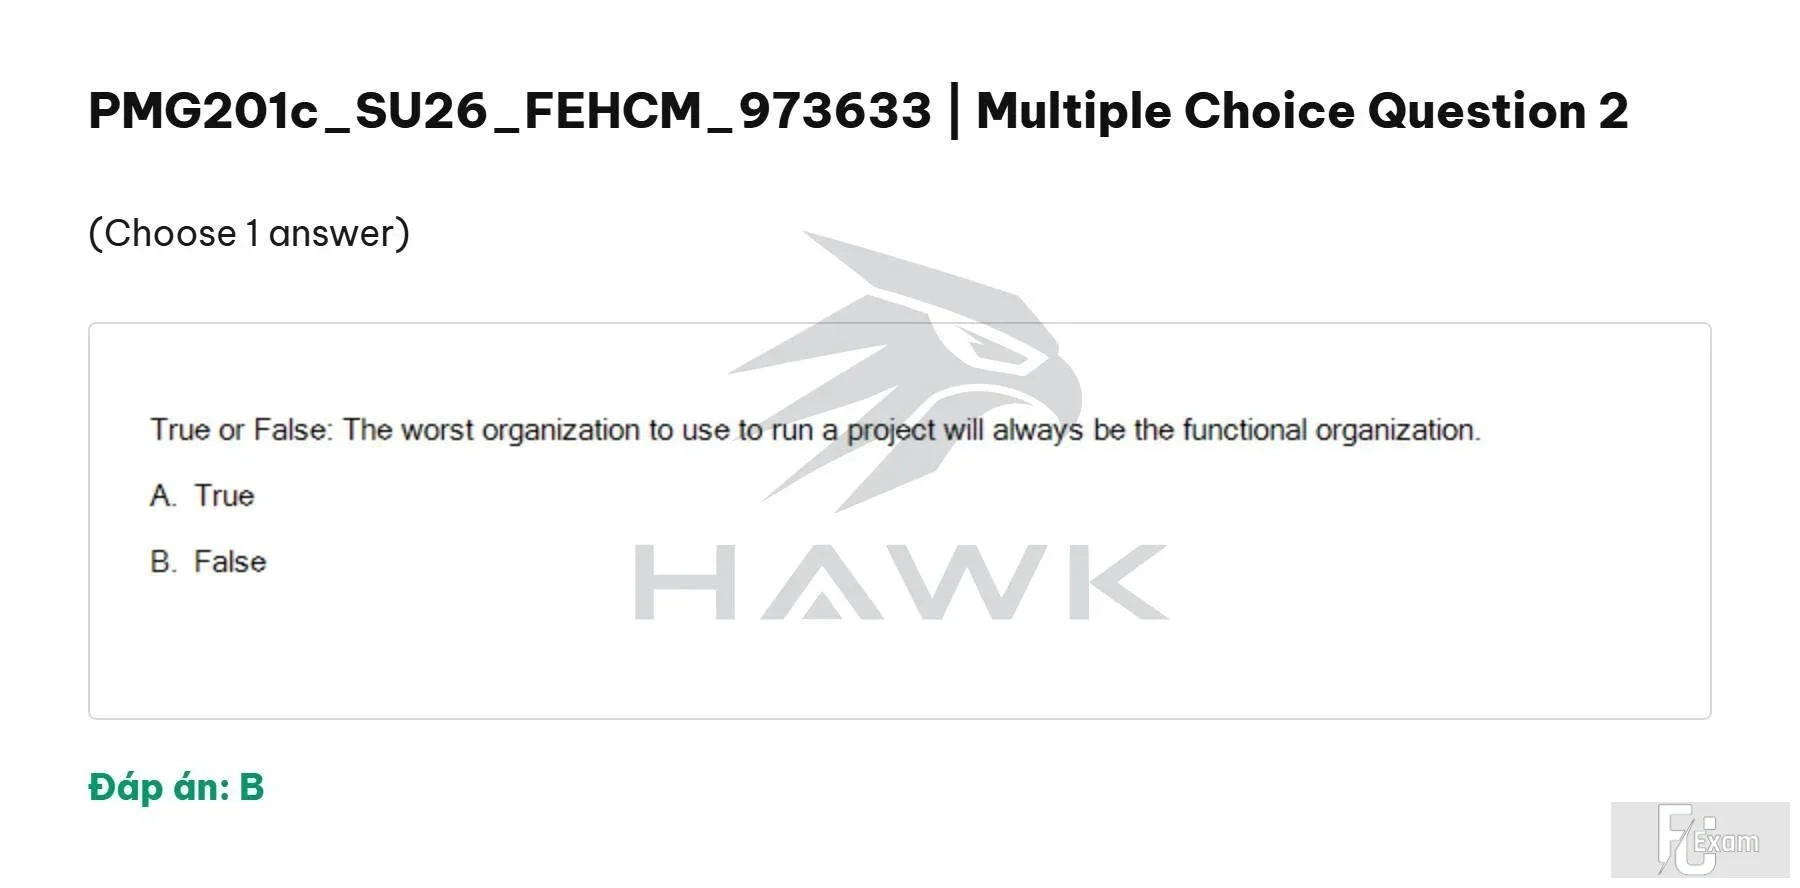 PMG201c_SU26_FEHCM_973633 | Multiple Choice Question 2
(Choose 1 answer)
True or False: The worst organization to use to run a project will always be the functional organization.
A. True
B. False
HAWK
Đáp án: B
FU Exam